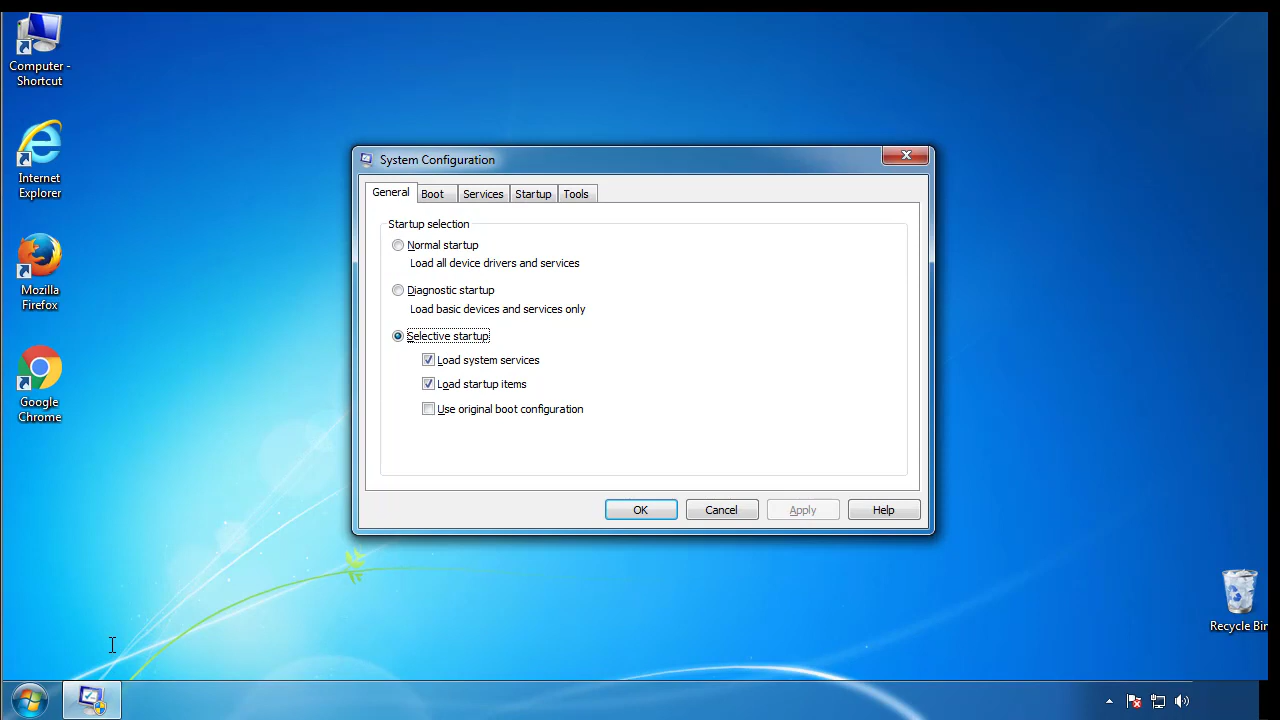 Computer -
Shortcut
Internet
Explorer
Mozilla
Firefox
Google
Chrome
System Configuration
General Boot Services Startup Tools
Startup selection
Normal startup
Load all device drivers and services
Diagnostic startup
Load basic devices and services only
Selective startup
Load system services
Load startup items
Use original boot configuration
OK Cancel Apply Help
Recycle Bin